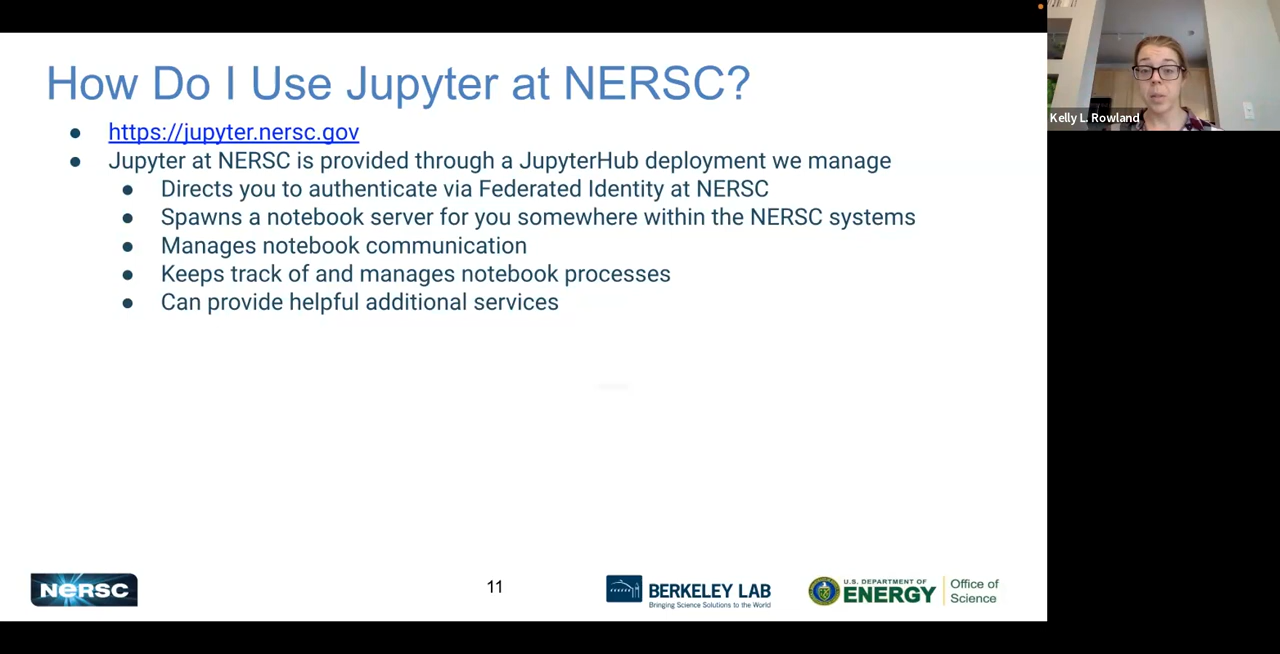 How Do I Use Jupyter at NERSC?
https://jupyter.nersc.gov
Jupyter at NERSC is provided through a JupyterHub deployment we manage
Directs you to authenticate via Federated Identity at NERSC
Spawns a notebook server for you somewhere within the NERSC systems
Manages notebook communication
Keeps track of and manages notebook processes
Can provide helpful additional services
Kelly L. Rowland
NERSC
11
BERKELEY LAB
Bringing Science Solutions to the World
U.S. DEPARTMENT OF
ENERGY
Office of
Science